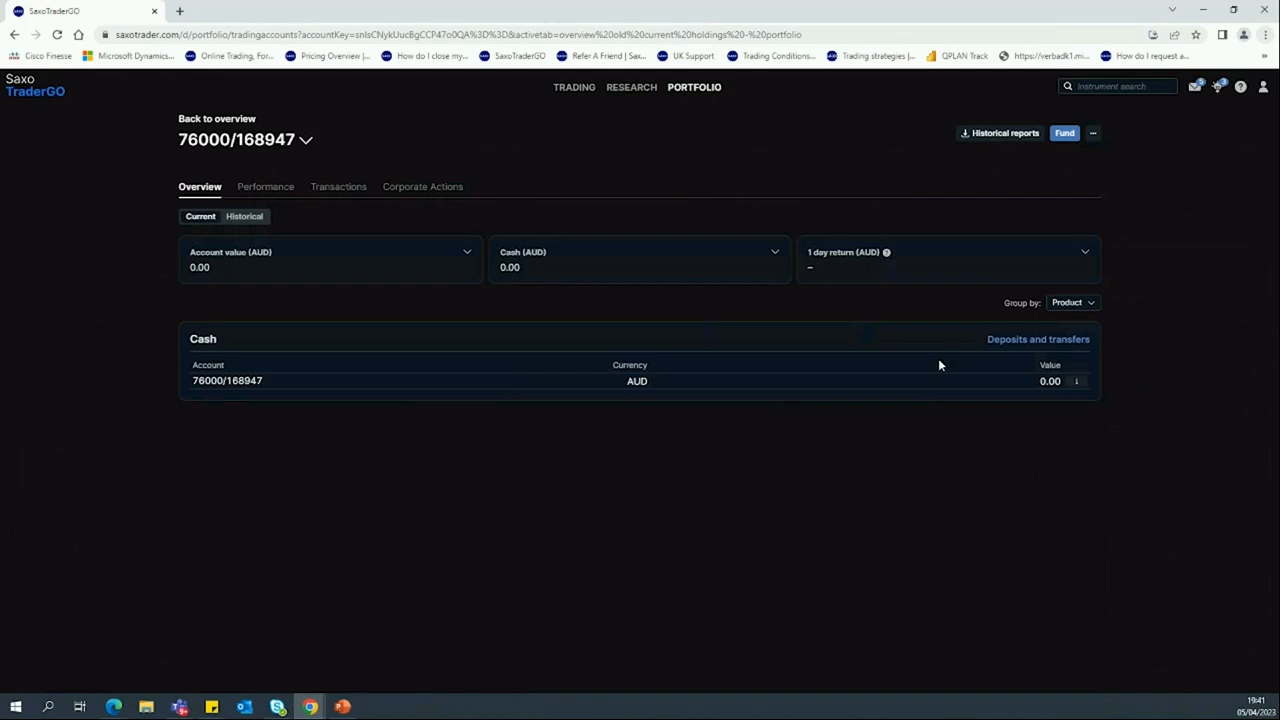 SaxoTraderGO
saxotrader.com/d/portfolio/tradingaccounts?accountKey=snIsCNykUucBgCCP47o0QA%3D%3D&activetab=overview%20old%20current%20holdings%20-%20portfolio
Cisco Finesse Microsoft Dynamics... Online Trading, For... Pricing Overview |... How do I close my... SaxoTraderGO Refer A Friend | Sax... UK Support Trading Conditions... Trading strategies |... QPLAN Track https://verbadk1.mi... How do I request a...
Saxo
TraderGO
TRADING RESEARCH PORTFOLIO
Instrument search
5 3
Back to overview
76000/168947
Historical reports Fund ...
Overview Performance Transactions Corporate Actions
Current Historical
Account value (AUD) Cash (AUD) 1 day return (AUD)
0.00 0.00 –
Group by: Product
Cash Deposits and transfers
Account Currency Value
76000/168947 AUD 0.00
19:41
05/04/2023